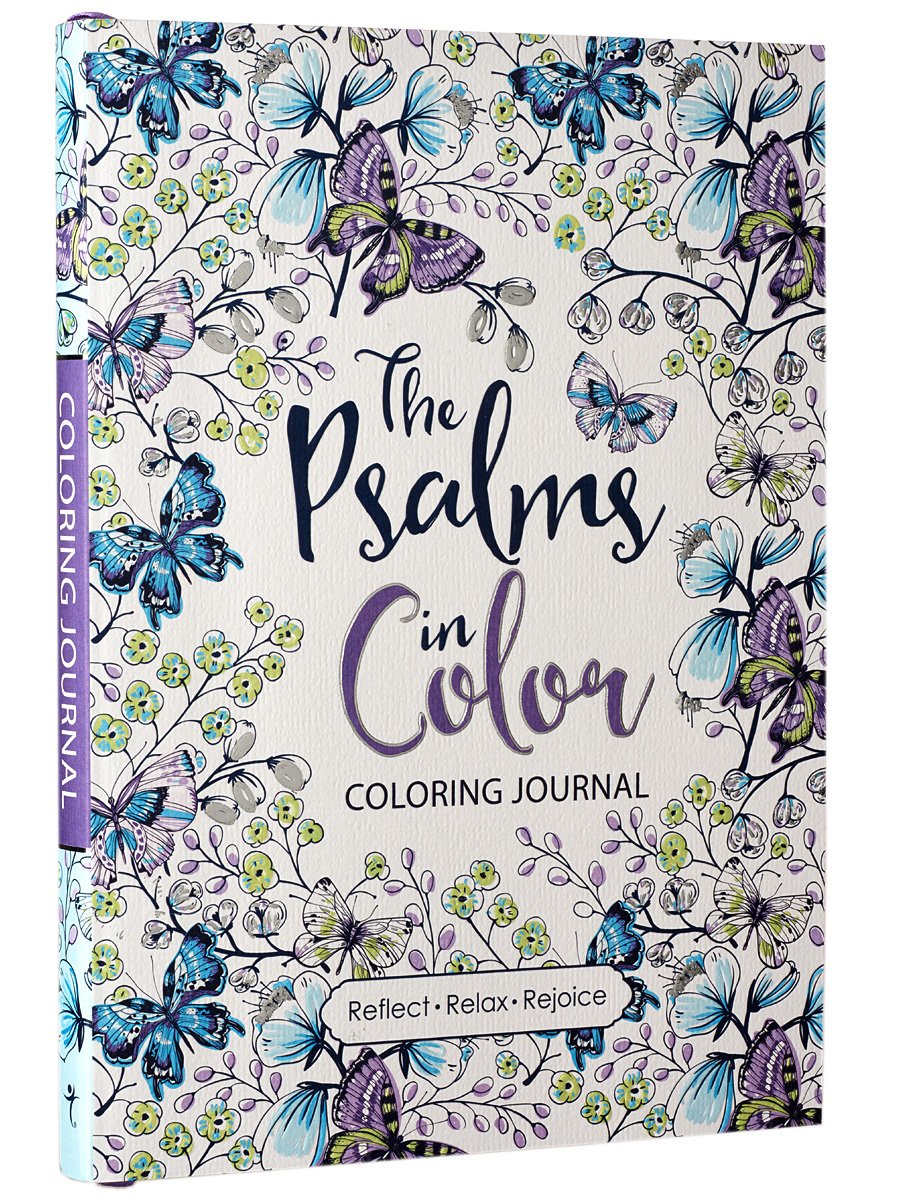 The
Psalms
in
Color
COLORING JOURNAL
Reflect • Relax • Rejoice
COLORING JOURNAL